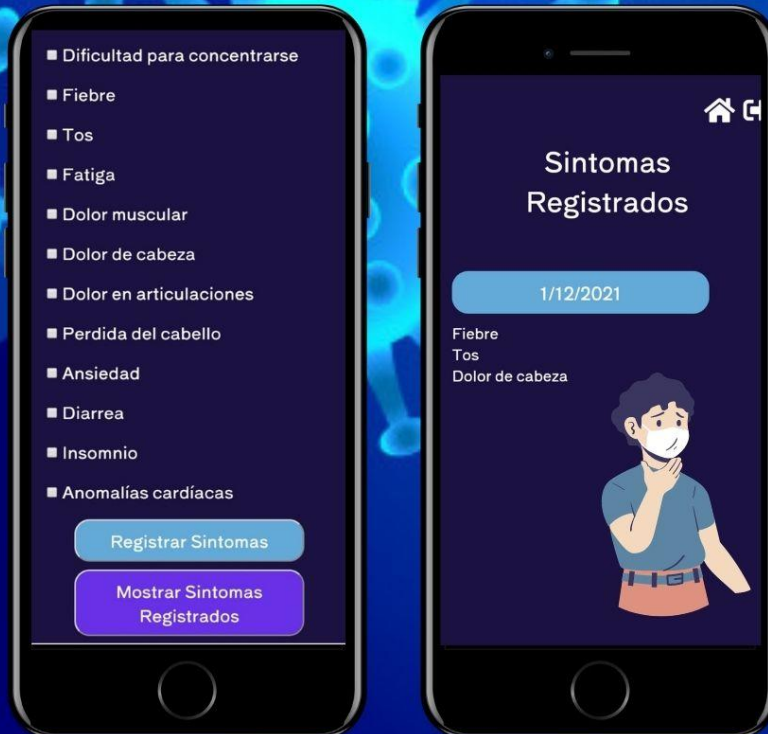 Dificultad para concentrarse
Fiebre
Tos
Fatiga
Dolor muscular
Dolor de cabeza
Dolor en articulaciones
Perdida del cabello
Ansiedad
Diarrea
Insomnio
Anomalías cardíacas
Registrar Sintomas
Mostrar Sintomas
Registrados
Sintomas
Registrados
1/12/2021
Fiebre
Tos
Dolor de cabeza